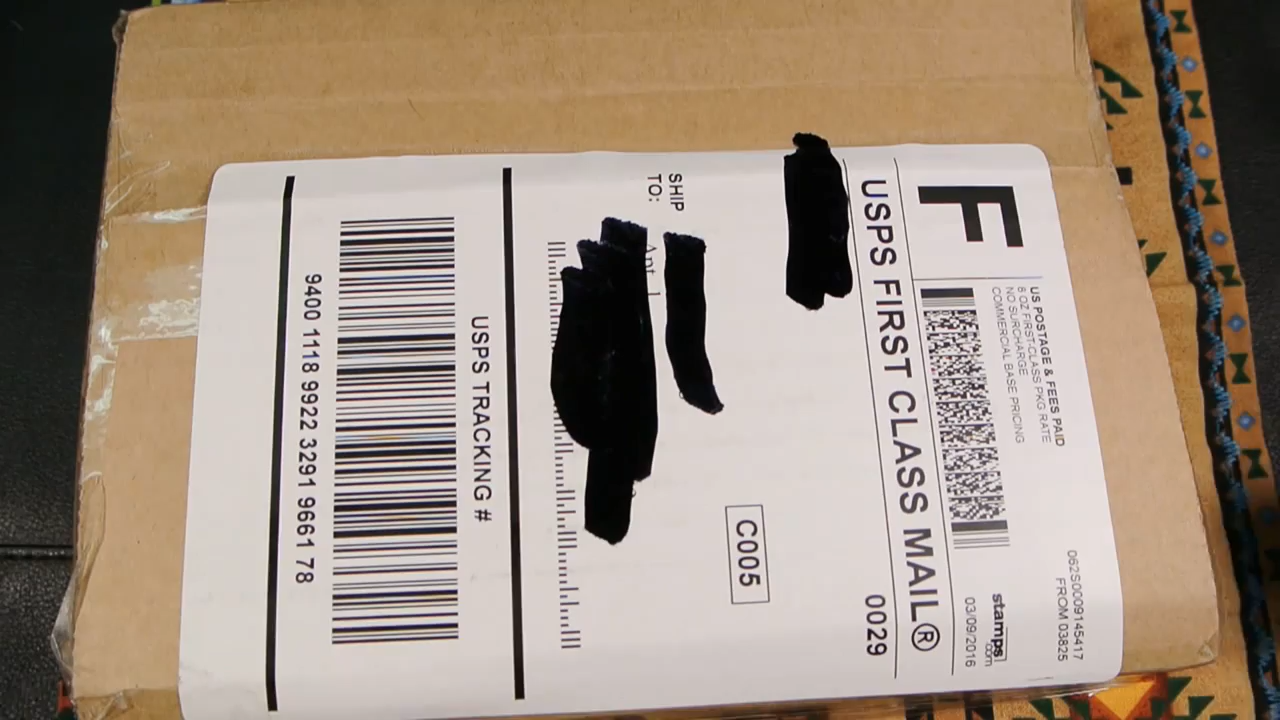 F
US POSTAGE & FEES PAID
8 OZ FIRST-CLASS PKG RATE
NO SURCHARGE
COMMERCIAL BASE PRICING
062S0009145417
FROM 03825
stamps
.com
03/09/2016
USPS FIRST CLASS MAIL®
0029
C005
SHIP
TO:
Apt
USPS TRACKING #
9400 1118 9922 3291 9661 78